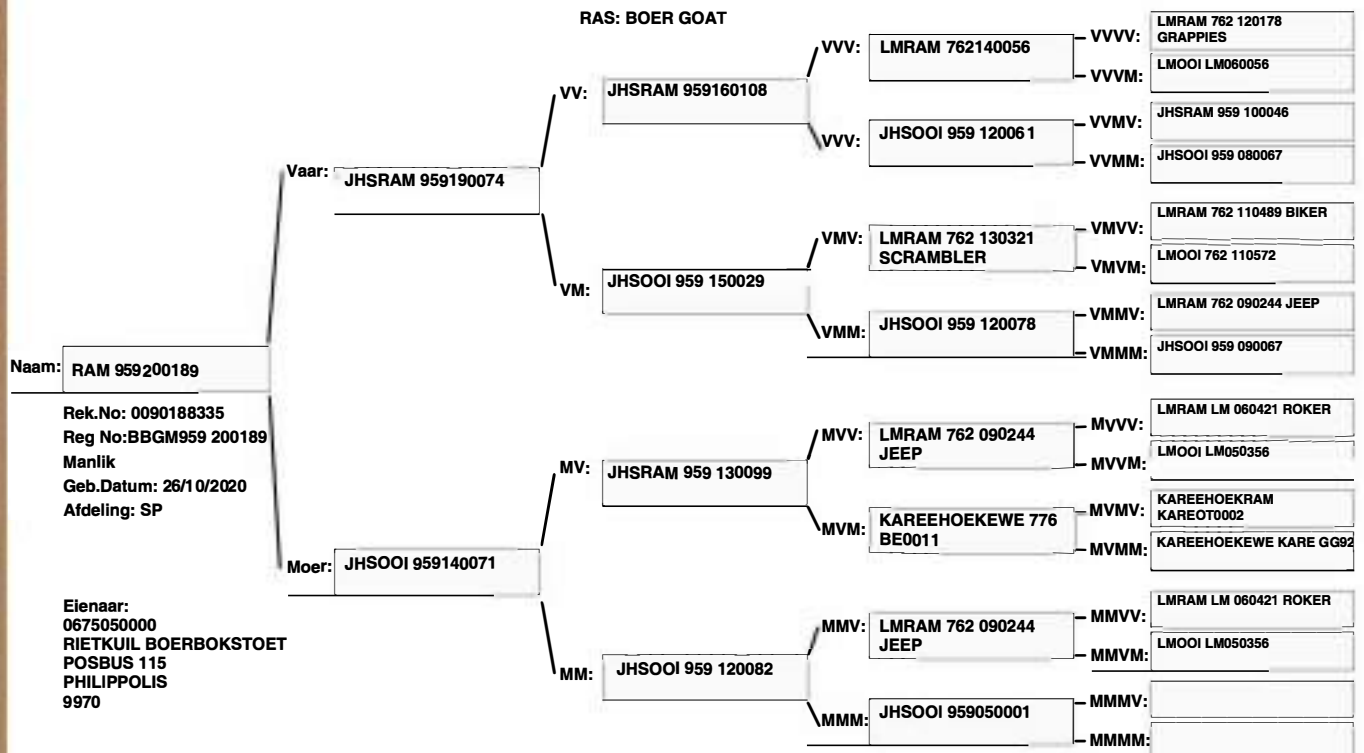 RAS: BOER GOAT
Naam: RAM 959200189
Rek.No: 0090188335
Reg No:BBGM959 200189
Manlik
Geb.Datum: 26/10/2020
Afdeling: SP
Eienaar:
0675050000
RIETKUIL BOERBOKSTOET
POSBUS 115
PHILIPPOLIS
9970
Vaar: JHSRAM 959190074
Moer: JHSOOI 959140071
VV: JHSRAM 959160108
VM: JHSOOI 959 150029
MV: JHSRAM 959 130099
MM: JHSOOI 959 120082
VVV: LMRAM 762140056
VVV: JHSOOI 959 120061
VMV: LMRAM 762 130321
SCRAMBLER
VMM: JHSOOI 959 120078
MVV: LMRAM 762 090244
JEEP
MVM: KAREEHOEKEWE 776
BE0011
MMV: LMRAM 762 090244
JEEP
MMM: JHSOOI 959050001
VVVV: LMRAM 762 120178
GRAPPIES
VVVM: LMOOI LM060056
VVMV: JHSRAM 959 100046
VVMM: JHSOOI 959 080067
VMVV: LMRAM 762 110489 BIKER
VMVM: LMOOI 762 110572
VMMV: LMRAM 762 090244 JEEP
VMMM: JHSOOI 959 090067
MVVV: LMRAM LM 060421 ROKER
MVVM: LMOOI LM050356
MVMV: KAREEHOEKRAM
KAREOT0002
MVMM: KAREEHOEKEWE KARE GG92
MMVV: LMRAM LM 060421 ROKER
MMVM: LMOOI LM050356
MMMV:
MMMM: